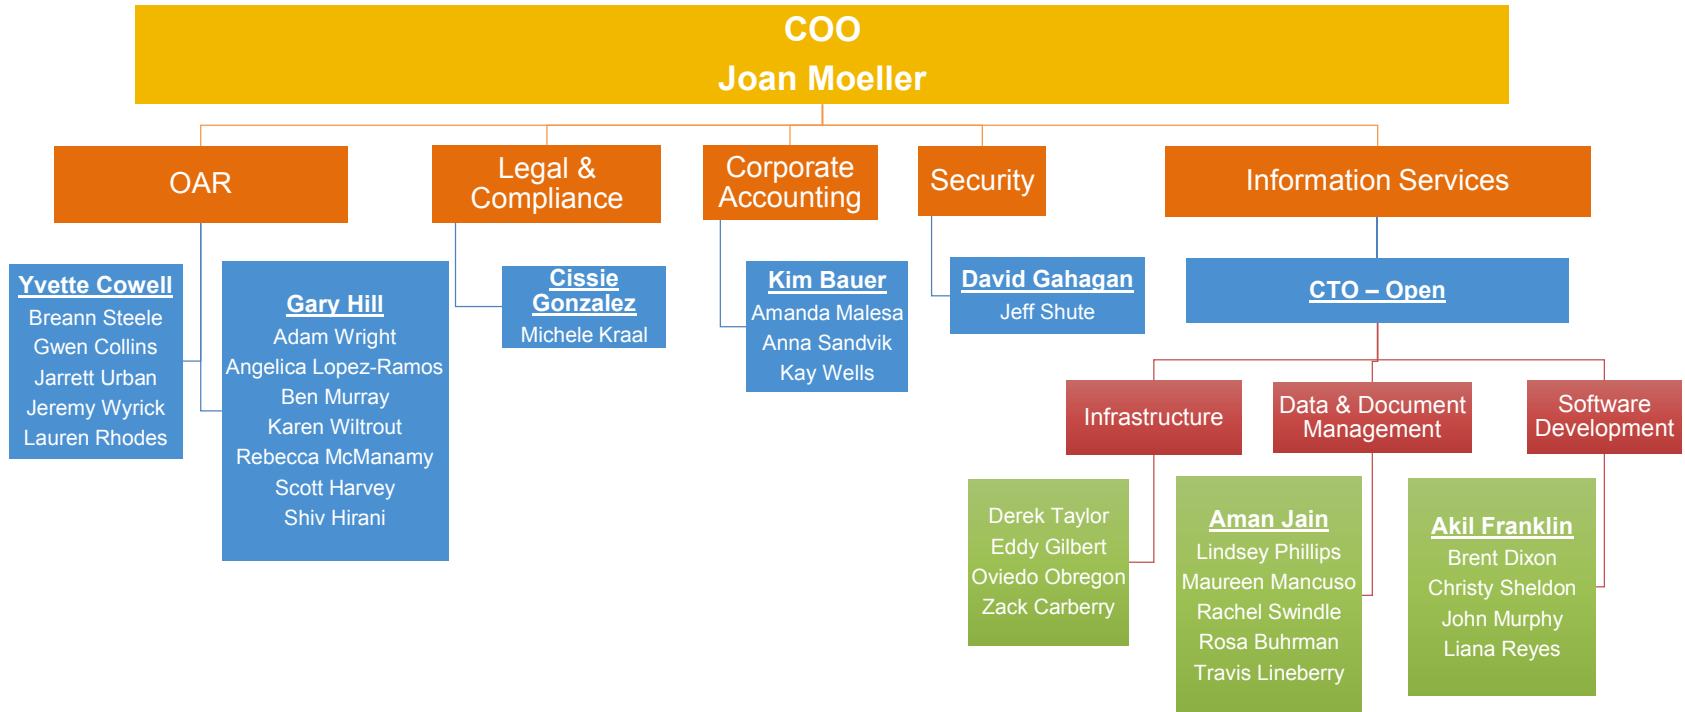 COO
Joan Moeller
OAR
Legal &
Compliance
Corporate
Accounting
Security
Information Services
Yvette Cowell
Breann Steele
Gwen Collins
Jarrett Urban
Jeremy Wyrick
Lauren Rhodes
Gary Hill
Adam Wright
Angelica Lopez-Ramos
Ben Murray
Karen Wiltrout
Rebecca McManamy
Scott Harvey
Shiv Hirani
Cissie
Gonzalez
Michele Kraal
Kim Bauer
Amanda Malesa
Anna Sandvik
Kay Wells
David Gahagan
Jeff Shute
CTO – Open
Infrastructure
Data & Document
Management
Software
Development
Derek Taylor
Eddy Gilbert
Oviedo Obregon
Zack Carberry
Aman Jain
Lindsey Phillips
Maureen Mancuso
Rachel Swindle
Rosa Buhrman
Travis Lineberry
Akil Franklin
Brent Dixon
Christy Sheldon
John Murphy
Liana Reyes